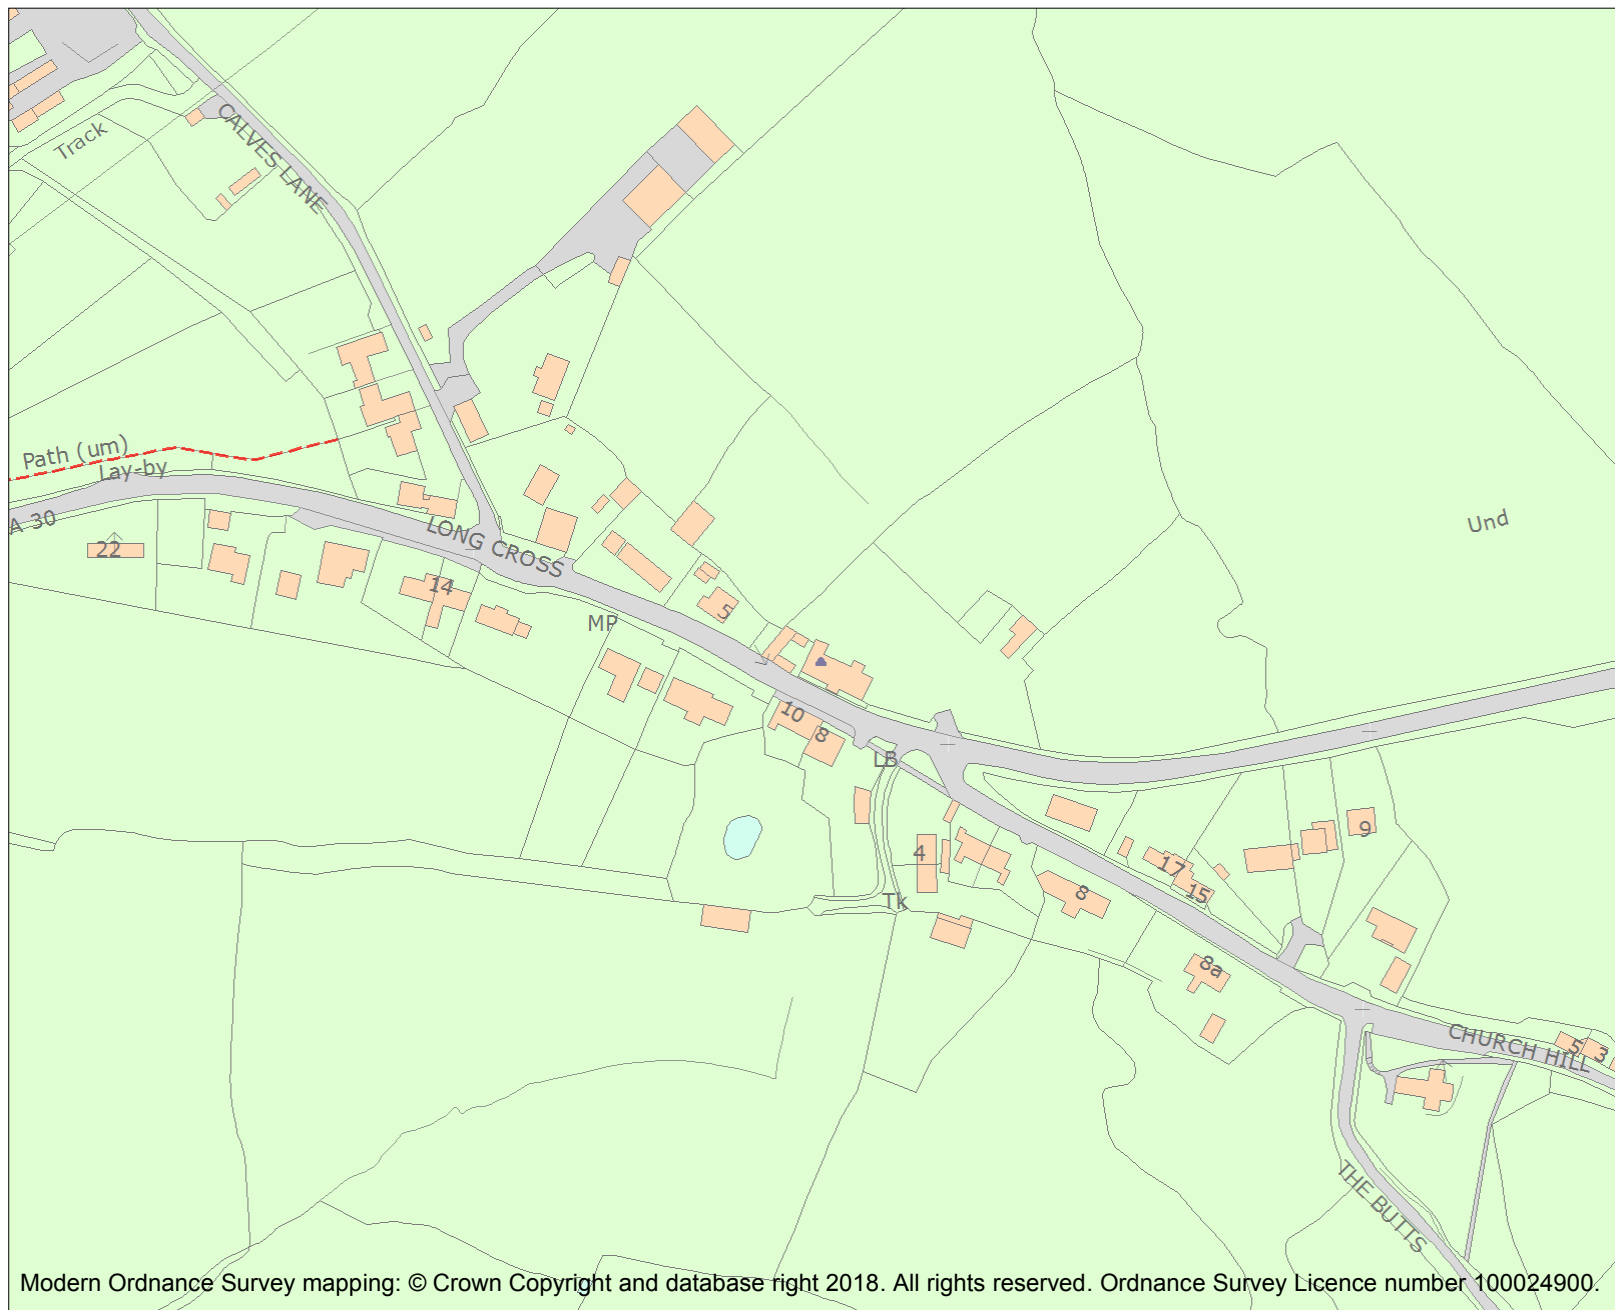 CALVES LANE
Track
Path (um)
Lay-by
A 30
22
LONG CROSS
14
MP
5
Und
10
8
LB
4
Tk
8
17
15
9
8a
CHURCH HILL
5
3
THE BUTTS
Modern Ordnance Survey mapping: © Crown Copyright and database right 2018. All rights reserved. Ordnance Survey Licence number 100024900.